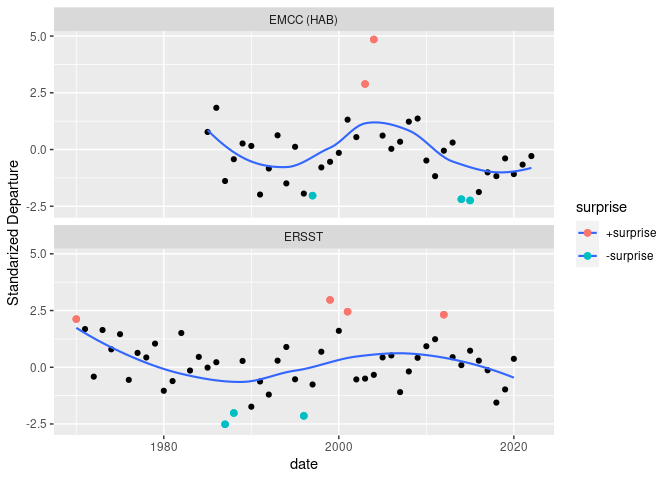 EMCC (HAB)
5.0
2.5
0.0
-2.5
ERSST
5.0
2.5
0.0
-2.5
1980 2000 2020
date
Standarized Departure
surprise
+surprise
-surprise